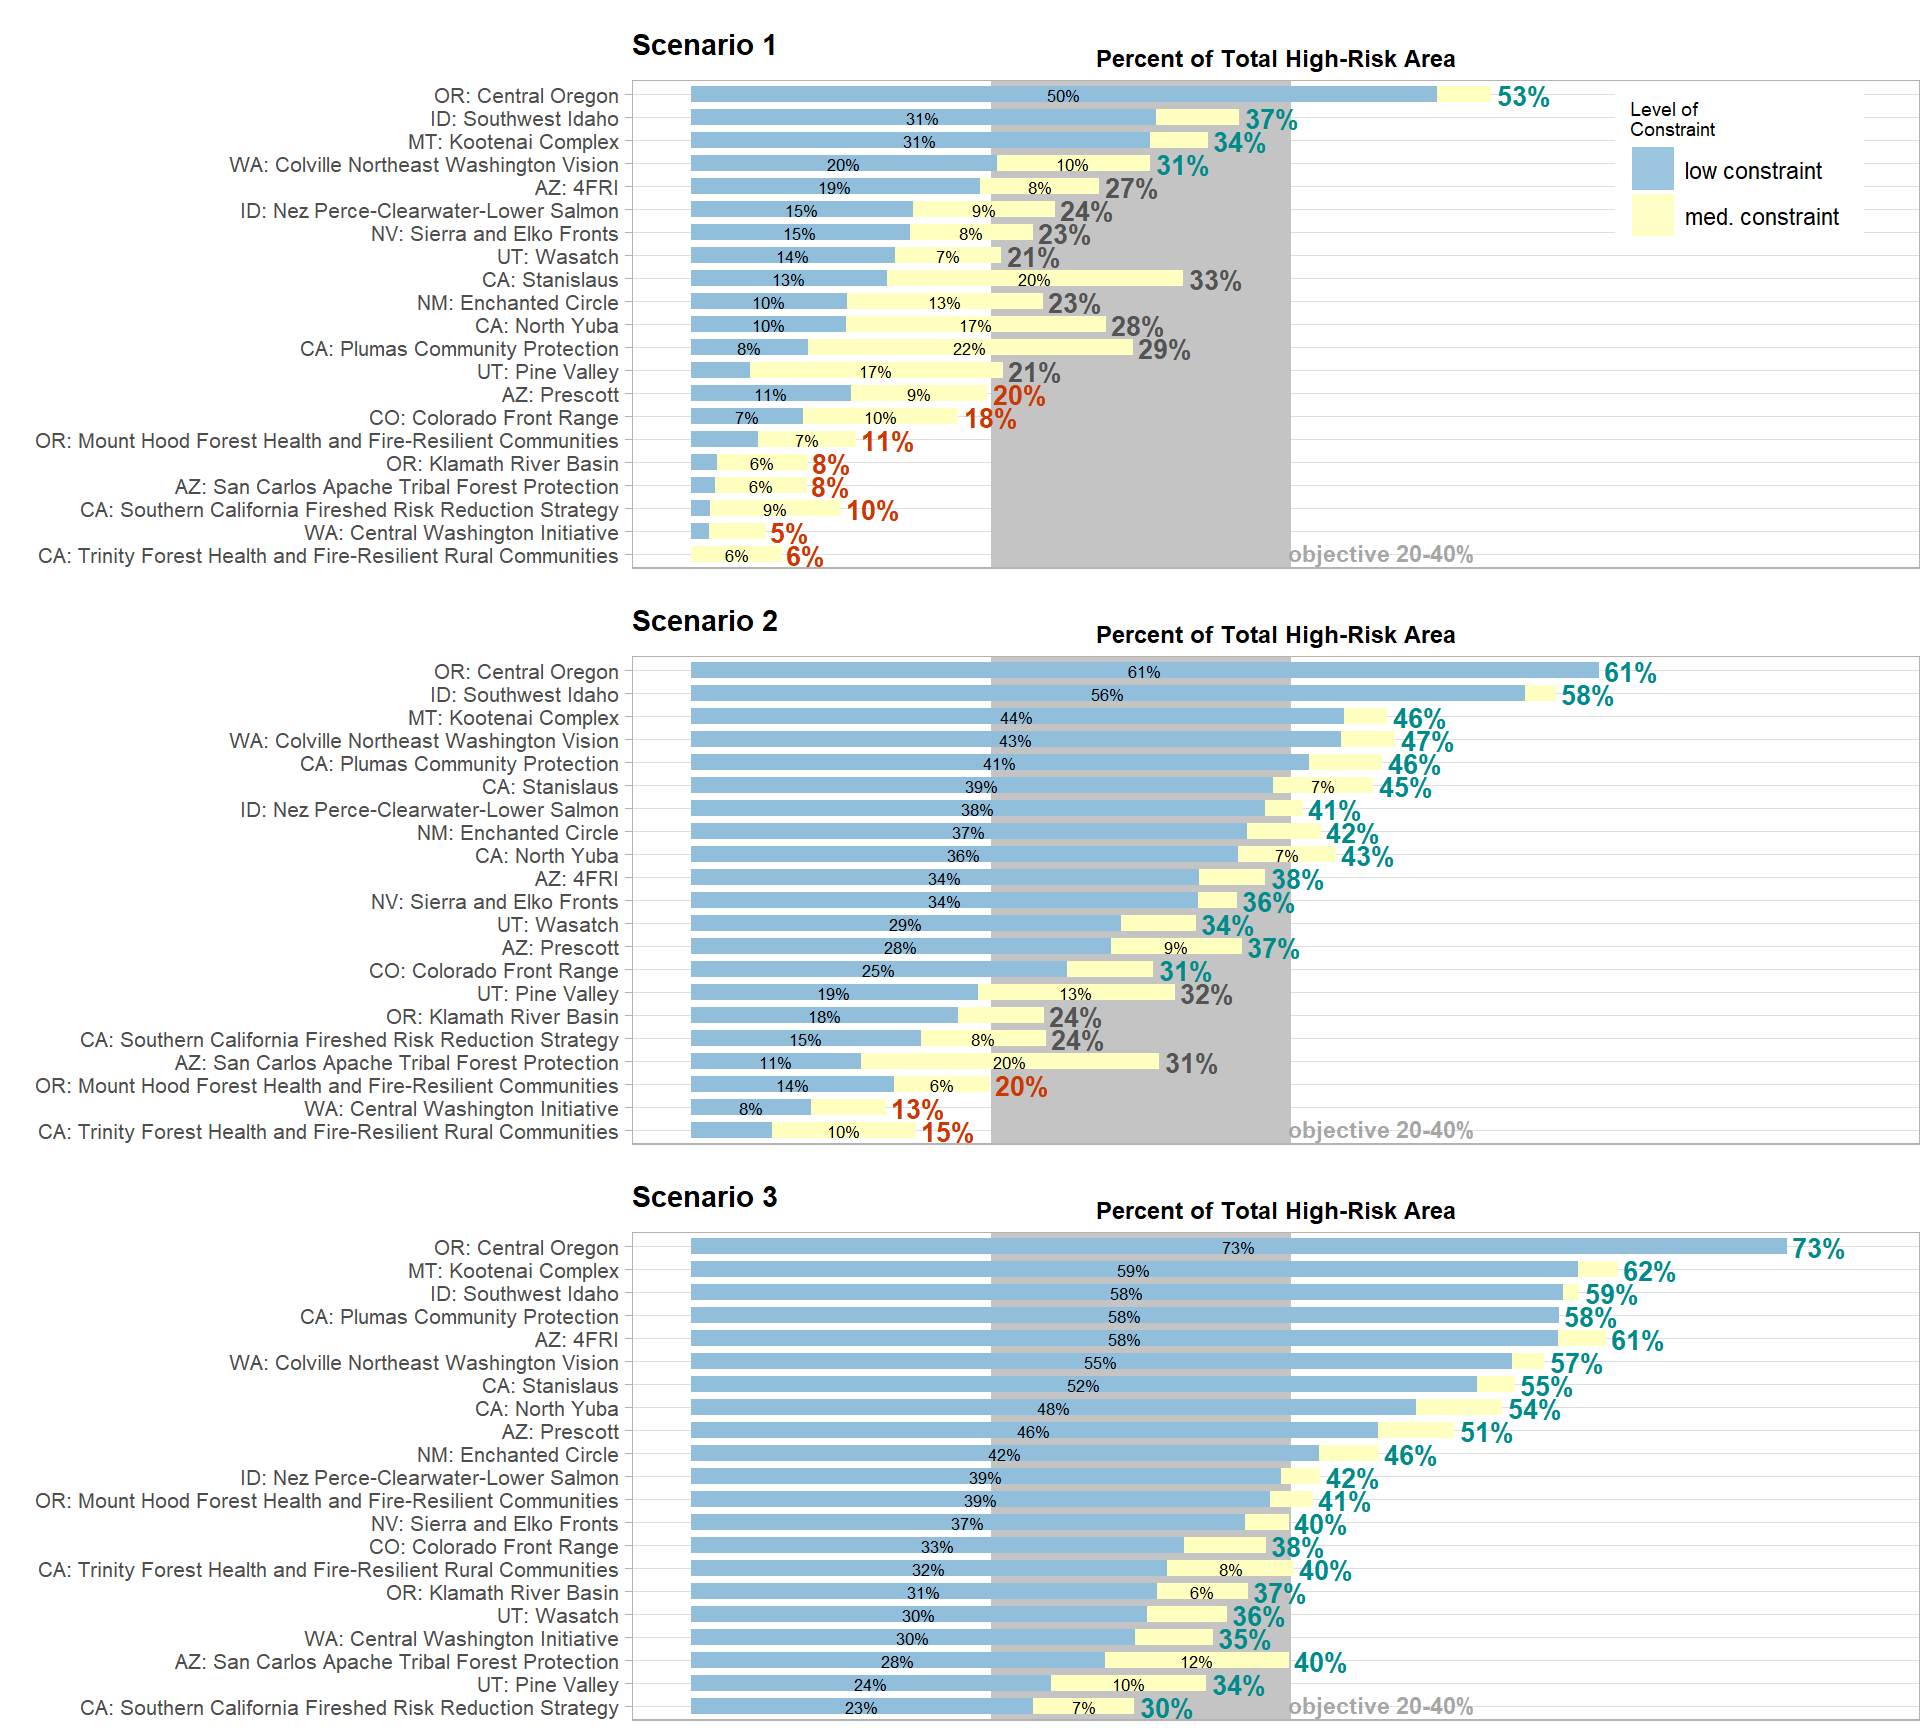 Scenario 1
Percent of Total High-Risk Area
OR: Central Oregon 50% 53%
ID: Southwest Idaho 31% 37%
MT: Kootenai Complex 31% 34%
WA: Colville Northeast Washington Vision 20% 10% 31%
AZ: 4FRI 19% 8% 27%
ID: Nez Perce-Clearwater-Lower Salmon 15% 9% 24%
NV: Sierra and Elko Fronts 15% 8% 23%
UT: Wasatch 14% 7% 21%
CA: Stanislaus 13% 20% 33%
NM: Enchanted Circle 10% 13% 23%
CA: North Yuba 10% 17% 28%
CA: Plumas Community Protection 8% 22% 29%
UT: Pine Valley 17% 21%
AZ: Prescott 11% 9% 20%
CO: Colorado Front Range 7% 10% 18%
OR: Mount Hood Forest Health and Fire-Resilient Communities 7% 11%
OR: Klamath River Basin 6% 8%
AZ: San Carlos Apache Tribal Forest Protection 6% 8%
CA: Southern California Fireshed Risk Reduction Strategy 9% 10%
WA: Central Washington Initiative 5%
CA: Trinity Forest Health and Fire-Resilient Rural Communities 6% 6%
objective 20-40%
Level of
Constraint
low constraint
med. constraint
Scenario 2
Percent of Total High-Risk Area
OR: Central Oregon 61% 61%
ID: Southwest Idaho 56% 58%
MT: Kootenai Complex 44% 46%
WA: Colville Northeast Washington Vision 43% 47%
CA: Plumas Community Protection 41% 46%
CA: Stanislaus 39% 7% 45%
ID: Nez Perce-Clearwater-Lower Salmon 38% 41%
NM: Enchanted Circle 37% 42%
CA: North Yuba 36% 7% 43%
AZ: 4FRI 34% 38%
NV: Sierra and Elko Fronts 34% 36%
UT: Wasatch 29% 34%
AZ: Prescott 28% 9% 37%
CO: Colorado Front Range 25% 31%
UT: Pine Valley 19% 13% 32%
OR: Klamath River Basin 18% 24%
CA: Southern California Fireshed Risk Reduction Strategy 15% 8% 24%
AZ: San Carlos Apache Tribal Forest Protection 11% 20% 31%
OR: Mount Hood Forest Health and Fire-Resilient Communities 14% 6% 20%
WA: Central Washington Initiative 8% 13%
CA: Trinity Forest Health and Fire-Resilient Rural Communities 10% 15%
objective 20-40%
Scenario 3
Percent of Total High-Risk Area
OR: Central Oregon 73% 73%
MT: Kootenai Complex 59% 62%
ID: Southwest Idaho 58% 59%
CA: Plumas Community Protection 58% 58%
AZ: 4FRI 58% 61%
WA: Colville Northeast Washington Vision 55% 57%
CA: Stanislaus 52% 55%
CA: North Yuba 48% 54%
AZ: Prescott 46% 51%
NM: Enchanted Circle 42% 46%
ID: Nez Perce-Clearwater-Lower Salmon 39% 42%
OR: Mount Hood Forest Health and Fire-Resilient Communities 39% 41%
NV: Sierra and Elko Fronts 37% 40%
CO: Colorado Front Range 33% 38%
CA: Trinity Forest Health and Fire-Resilient Rural Communities 32% 8% 40%
OR: Klamath River Basin 31% 6% 37%
UT: Wasatch 30% 36%
WA: Central Washington Initiative 30% 35%
AZ: San Carlos Apache Tribal Forest Protection 28% 12% 40%
UT: Pine Valley 24% 10% 34%
CA: Southern California Fireshed Risk Reduction Strategy 23% 7% 30%
objective 20-40%